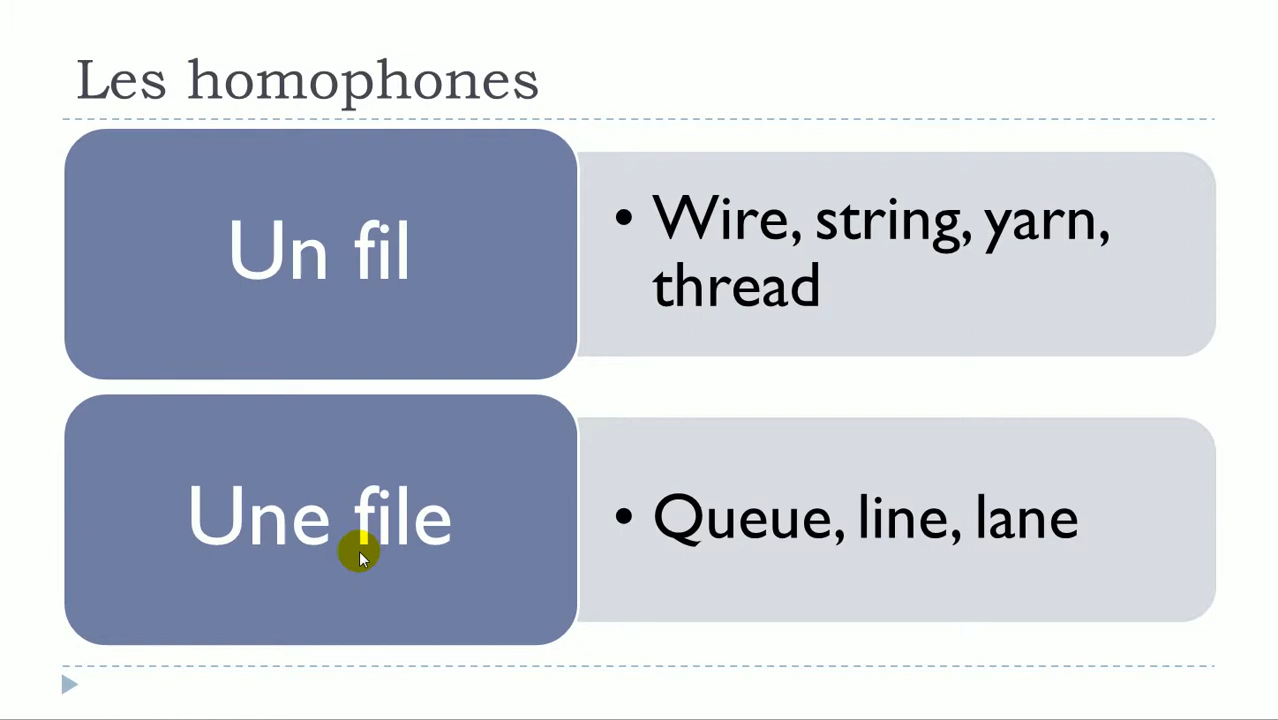 Les homophones
Un fil
• Wire, string, yarn,
thread
Une file
• Queue, line, lane